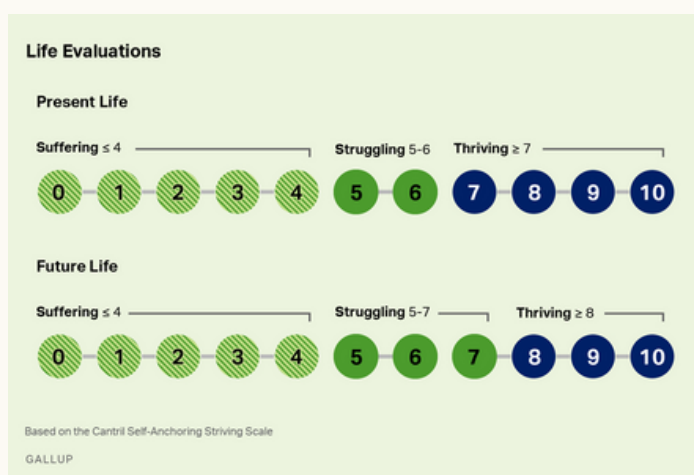 Life Evaluations
Present Life
Suffering ≤ 4
Struggling 5-6
Thriving ≥ 7
0 1 2 3 4 5 6 7 8 9 10
Future Life
Suffering ≤ 4
Struggling 5-7
Thriving ≥ 8
0 1 2 3 4 5 6 7 8 9 10
Based on the Cantril Self-Anchoring Striving Scale
GALLUP